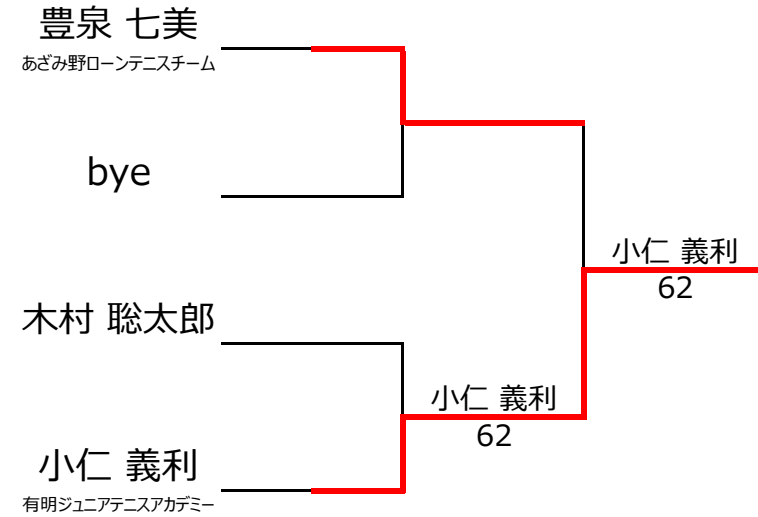 豊泉 七美
あざみ野ローンテニスチーム
bye
小仁 義利
62
木村 聡太郎
小仁 義利
62
小仁 義利
有明ジュニアテニスアカデミー